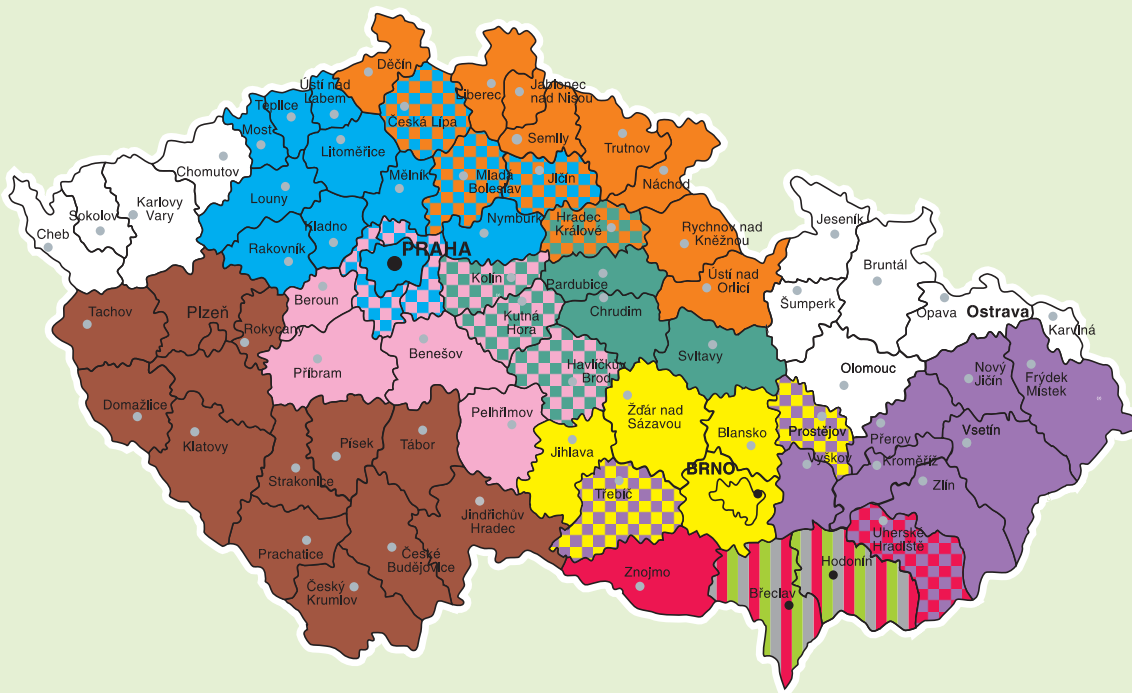 Děčín
Ústí nad
Labem
Teplice
Most
Česká Lípa
Liberec
Jablonec
nad Nisou
Semily
Trutnov
Náchod
Litoměřice
Chomutov
Mělník
Mladá
Boleslav
Jičín
Louny
Karlovy
Vary
Sokolov
Cheb
Kladno
Rakovník
PRAHA
Nymburk
Hradec
Králové
Rychnov nad
Kněžnou
Jeseník
Bruntál
Ústí nad
Orlicí
Šumperk
Opava
Ostrava
Karviná
Tachov
Plzeň
Rokycany
Beroun
Kolín
Pardubice
Kutná
Hora
Chrudim
Svitavy
Olomouc
Nový
Jičín
Frýdek
Místek
Příbram
Benešov
Havlíčkův
Brod
Domažlice
Klatovy
Písek
Tábor
Pelhřimov
Žďár nad
Sázavou
Jihlava
Blansko
Prostějov
Přerov
Vsetín
Strakonice
BRNO
Vyškov
Kroměříž
Zlín
Třebíč
Jindřichův
Hradec
Prachatice
České
Budějovice
Český
Krumlov
Znojmo
Uherské
Hradiště
Hodonín
Břeclav